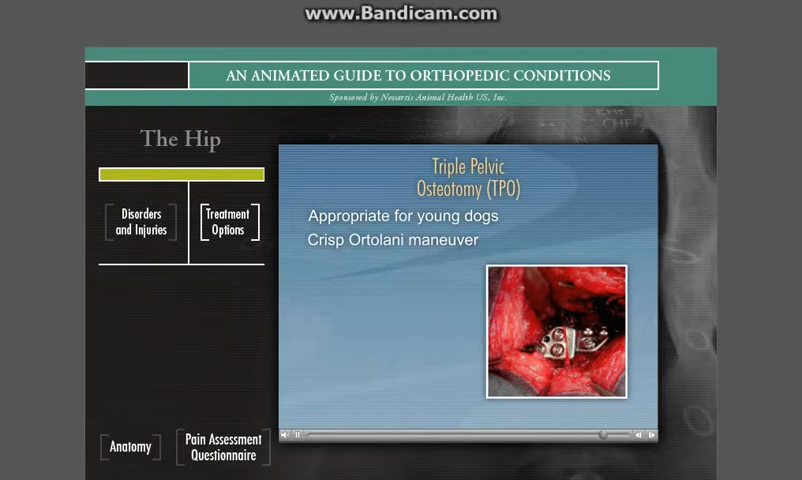 www.Bandicam.com
AN ANIMATED GUIDE TO ORTHOPEDIC CONDITIONS
Sponsored by Novartis Animal Health US, Inc.
The Hip
Disorders
and Injuries
Treatment
Options
Triple Pelvic
Osteotomy (TPO)
Appropriate for young dogs
Crisp Ortolani maneuver
Anatomy
Pain Assessment
Questionnaire